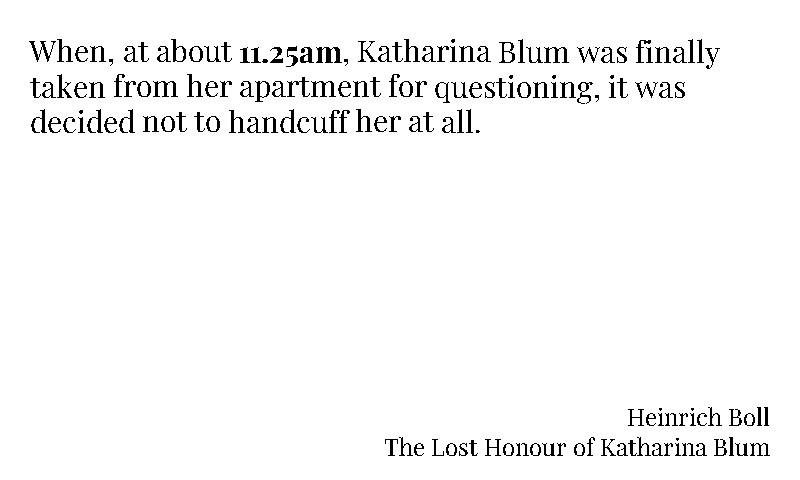 When, at about 11.25am, Katharina Blum was finally
taken from her apartment for questioning, it was
decided not to handcuff her at all.
Heinrich Boll
The Lost Honour of Katharina Blum